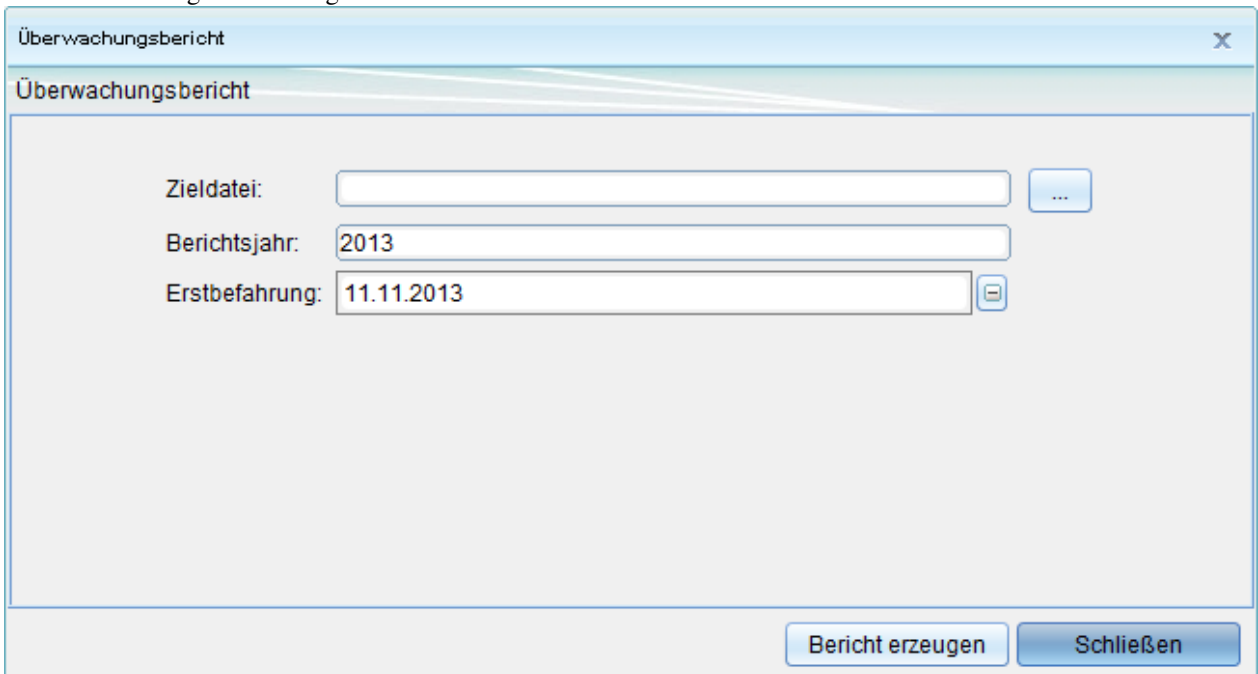 Überwachungsbericht x
Überwachungsbericht
Zieldatei: ...
Berichtsjahr: 2013
Erstbefahrung: 11.11.2013
Bericht erzeugen Schließen